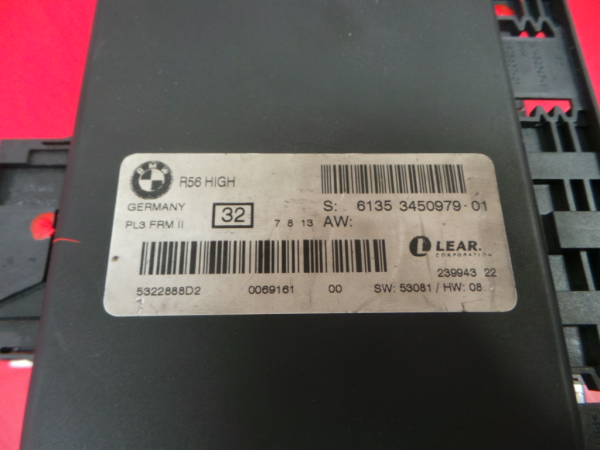 BMW
R56 HIGH
GERMANY
PL3 FRM II
32
7 8 13
S: 6135 3450979-01
AW:
LEAR.
CORPORATION
239943 22
5322888D2 0069161 00 SW: 53081 / HW: 08